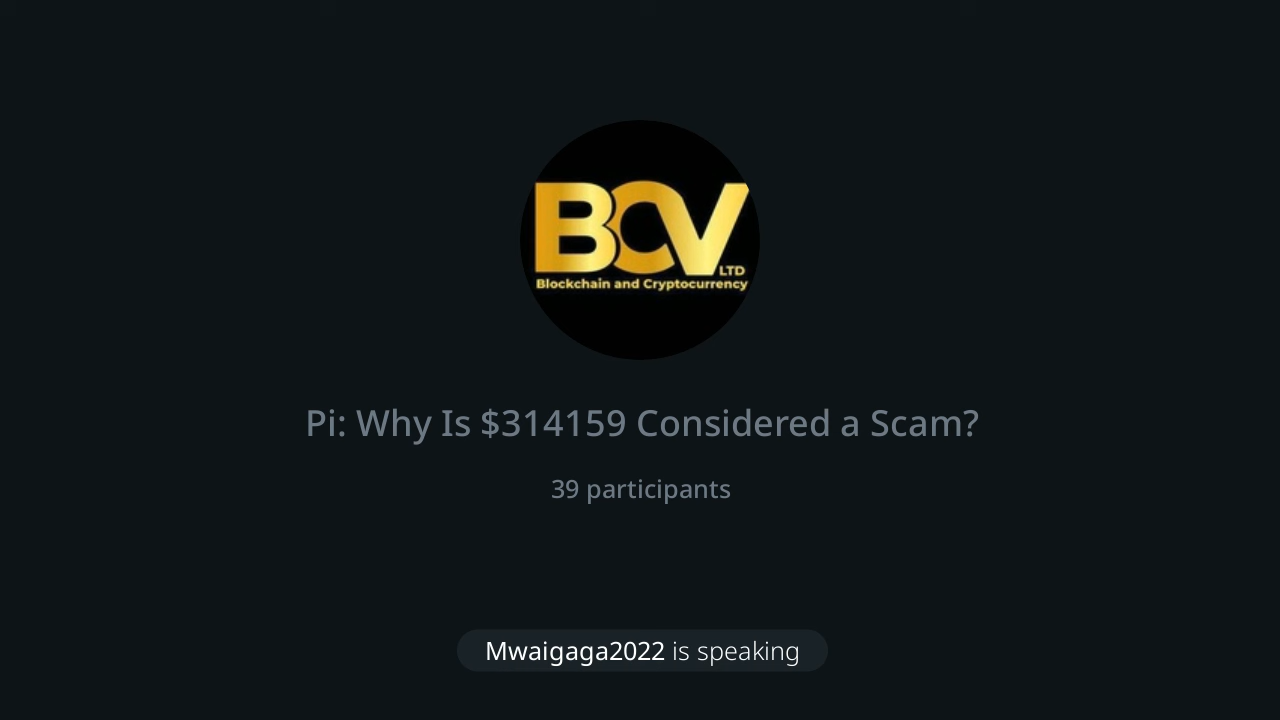 BCV
LTD
Blockchain and Cryptocurrency
Pi: Why Is $314159 Considered a Scam?
39 participants
Mwaigaga2022 is speaking